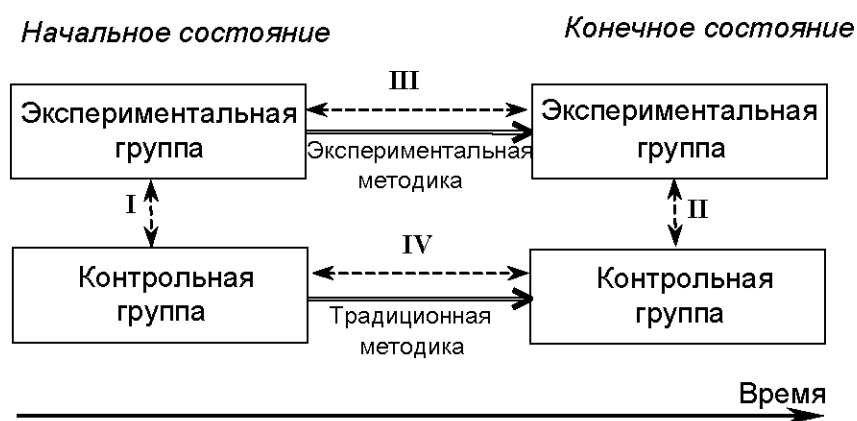 Начальное состояние
Конечное состояние
III
Экспериментальная
группа
Экспериментальная
методика
Экспериментальная
группа
I
II
IV
Контрольная
группа
Традиционная
методика
Контрольная
группа
Время